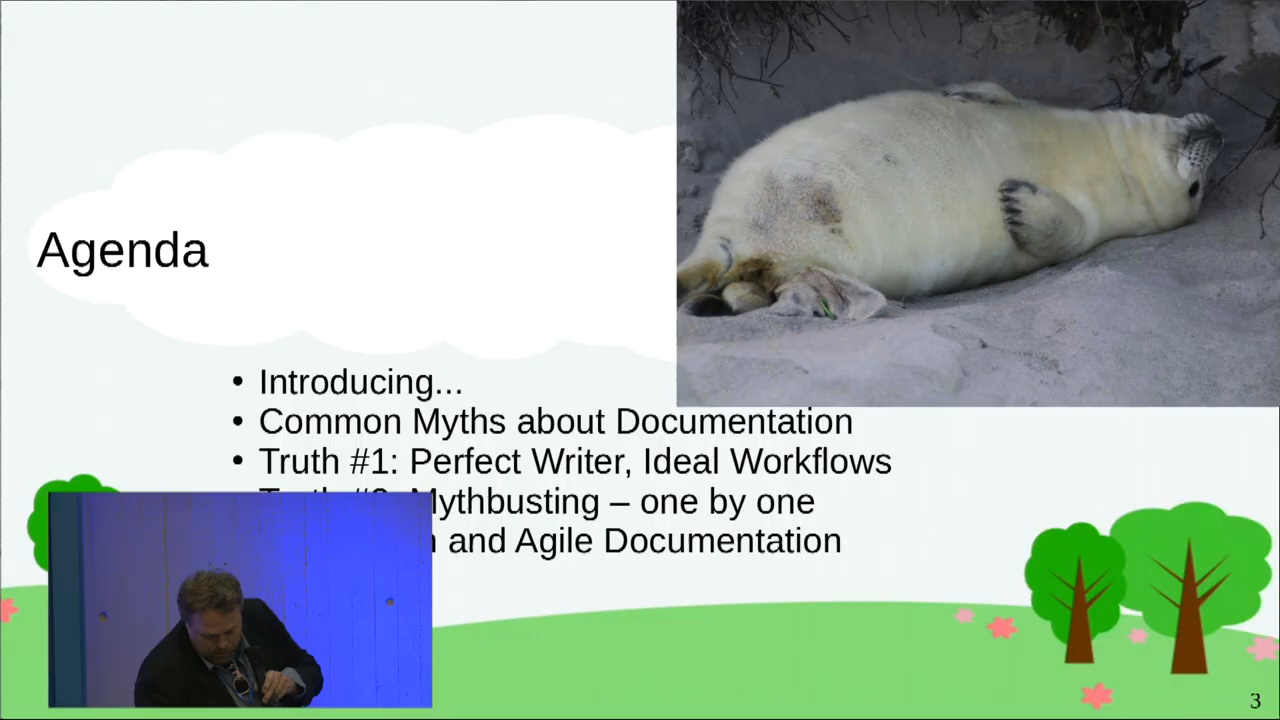 Agenda
• Introducing...
• Common Myths about Documentation
• Truth #1: Perfect Writer, Ideal Workflows
Mythbusting – one by one
and Agile Documentation
3